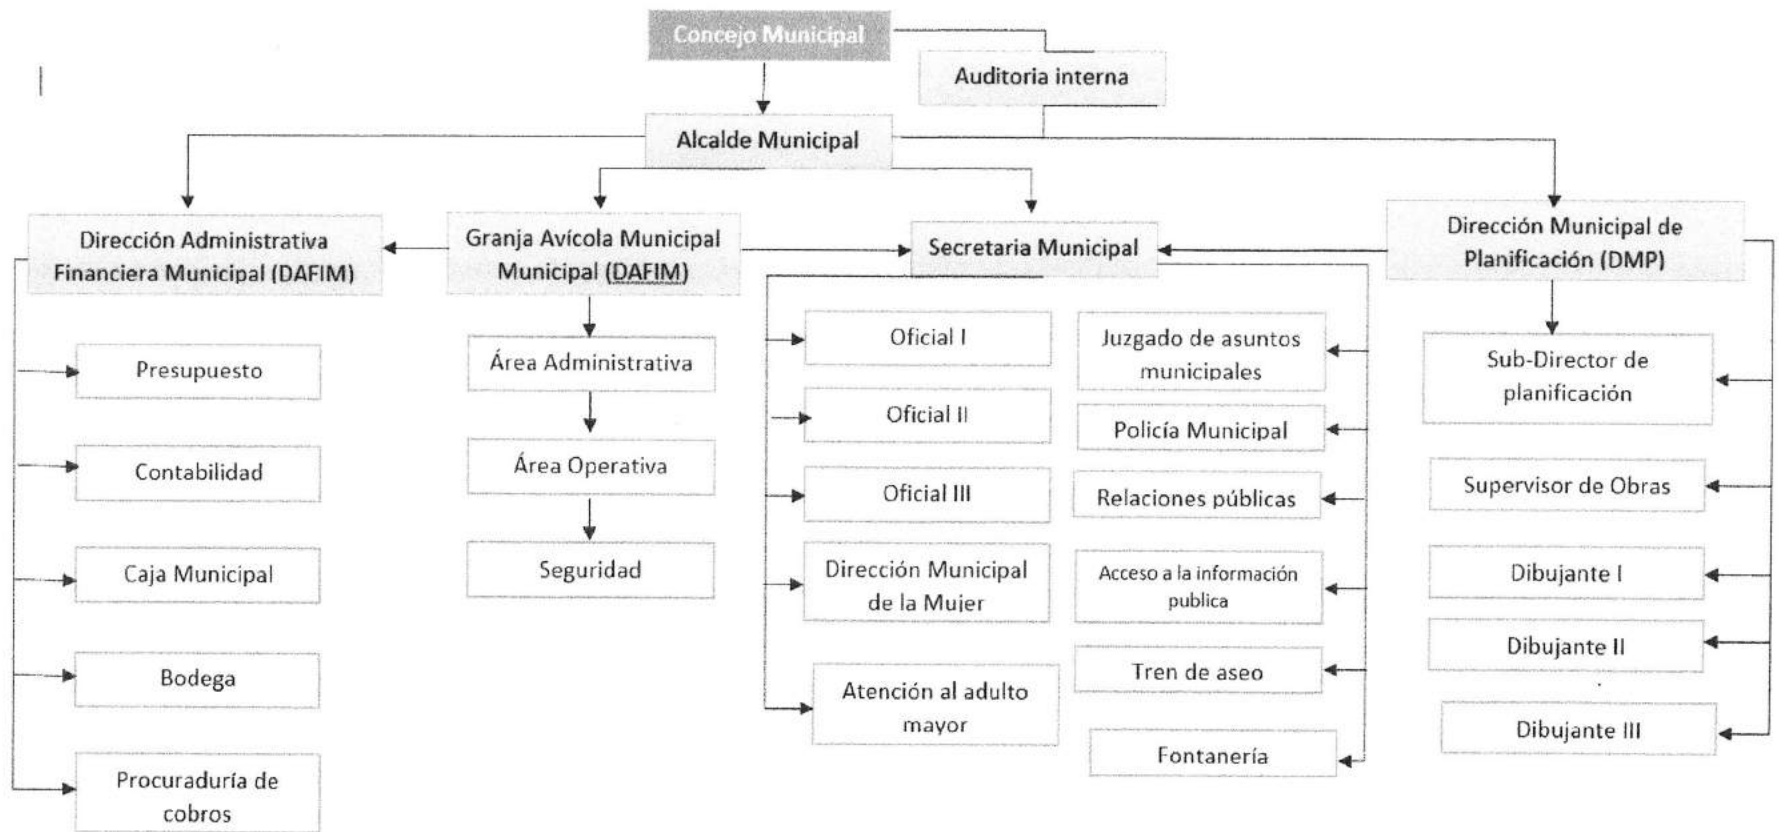 Concejo Municipal
Auditoria interna
Alcalde Municipal
Dirección Administrativa
Financiera Municipal (DAFIM)
Granja Avícola Municipal
Municipal (DAFIM)
Secretaria Municipal
Dirección Municipal de
Planificación (DMP)
Presupuesto
Contabilidad
Caja Municipal
Bodega
Procuraduría de
cobros
Área Administrativa
Área Operativa
Seguridad
Oficial I
Oficial II
Oficial III
Dirección Municipal
de la Mujer
Atención al adulto
mayor
Juzgado de asuntos
municipales
Policía Municipal
Relaciones públicas
Acceso a la información
publica
Tren de aseo
Fontanería
Sub-Director de
planificación
Supervisor de Obras
Dibujante I
Dibujante II
Dibujante III